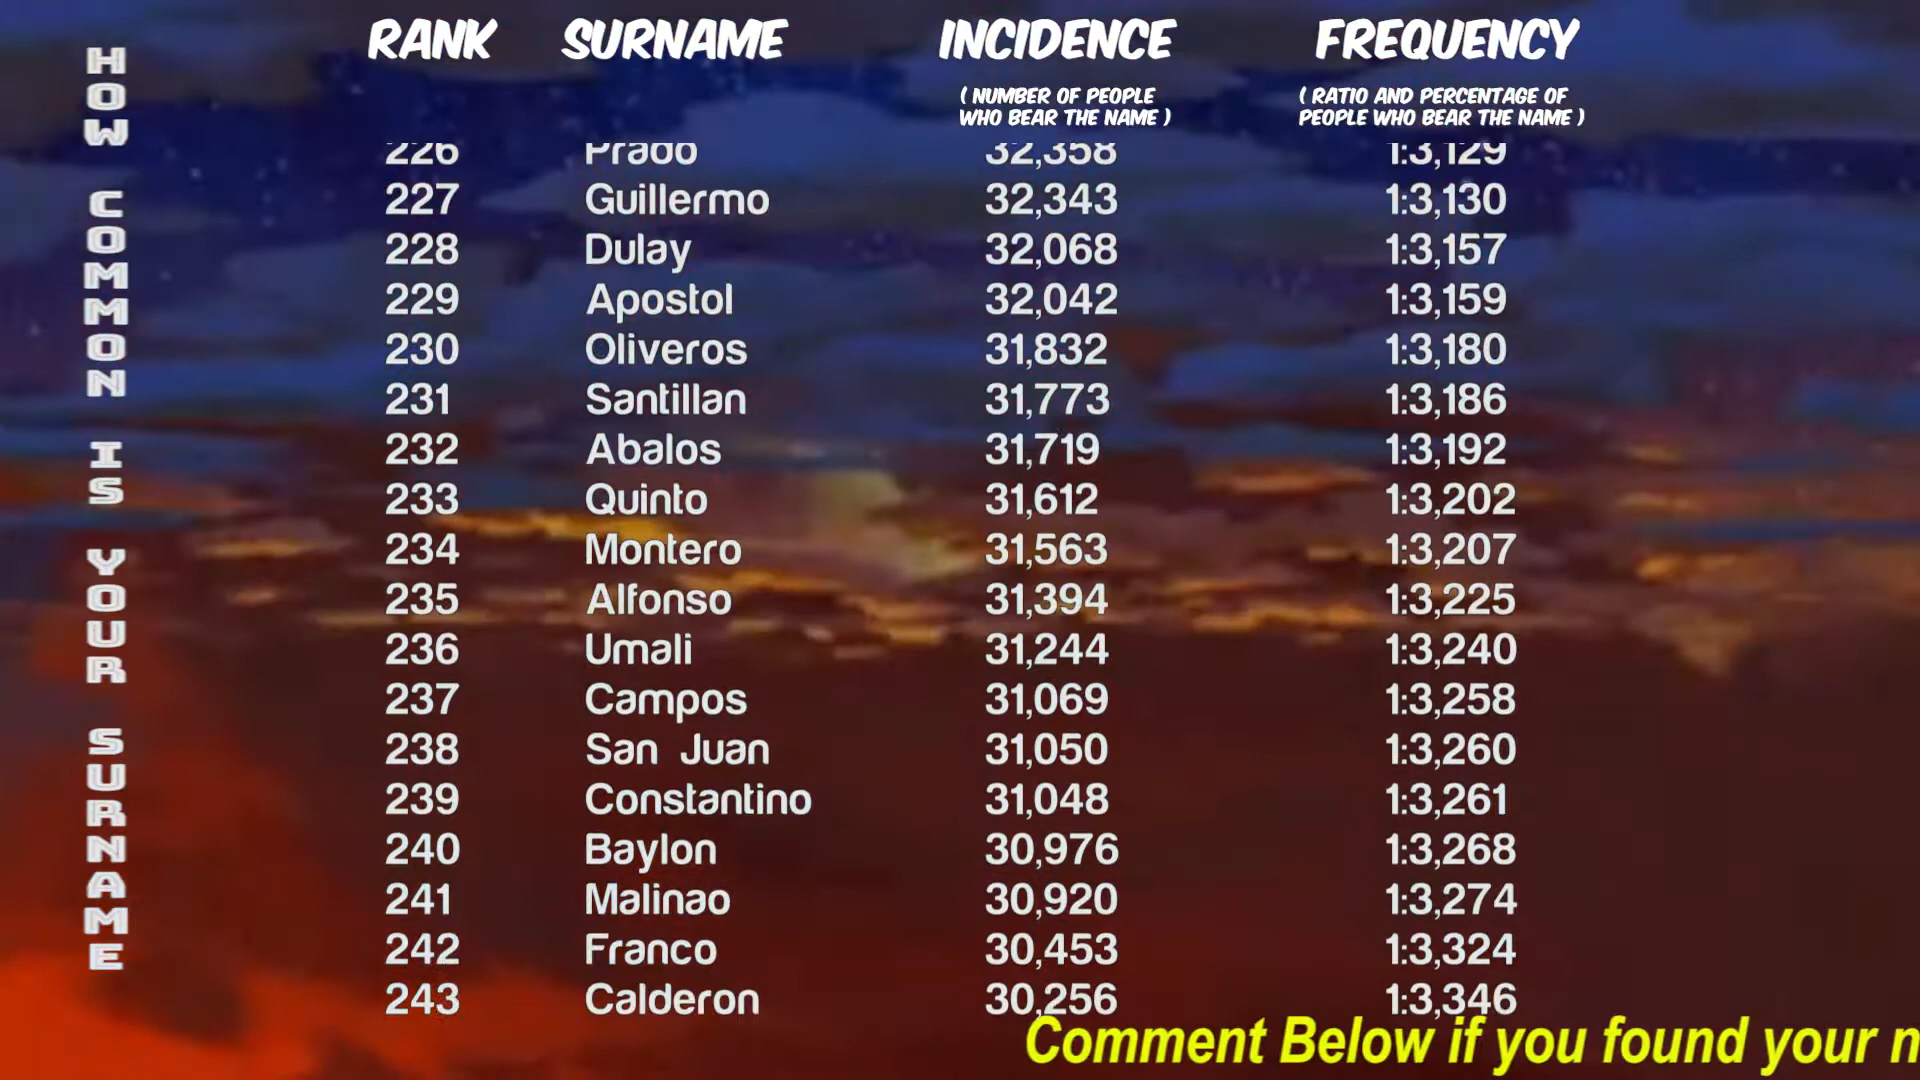 HOW COMMON IS YOUR SURNAME
RANK SURNAME INCIDENCE FREQUENCY
( NUMBER OF PEOPLE WHO BEAR THE NAME ) ( RATIO AND PERCENTAGE OF PEOPLE WHO BEAR THE NAME )
226 Prado 32,358 1:3,129
227 Guillermo 32,343 1:3,130
228 Dulay 32,068 1:3,157
229 Apostol 32,042 1:3,159
230 Oliveros 31,832 1:3,180
231 Santillan 31,773 1:3,186
232 Abalos 31,719 1:3,192
233 Quinto 31,612 1:3,202
234 Montero 31,563 1:3,207
235 Alfonso 31,394 1:3,225
236 Umali 31,244 1:3,240
237 Campos 31,069 1:3,258
238 San Juan 31,050 1:3,260
239 Constantino 31,048 1:3,261
240 Baylon 30,976 1:3,268
241 Malinao 30,920 1:3,274
242 Franco 30,453 1:3,324
243 Calderon 30,256 1:3,346
Comment Below if you found your n